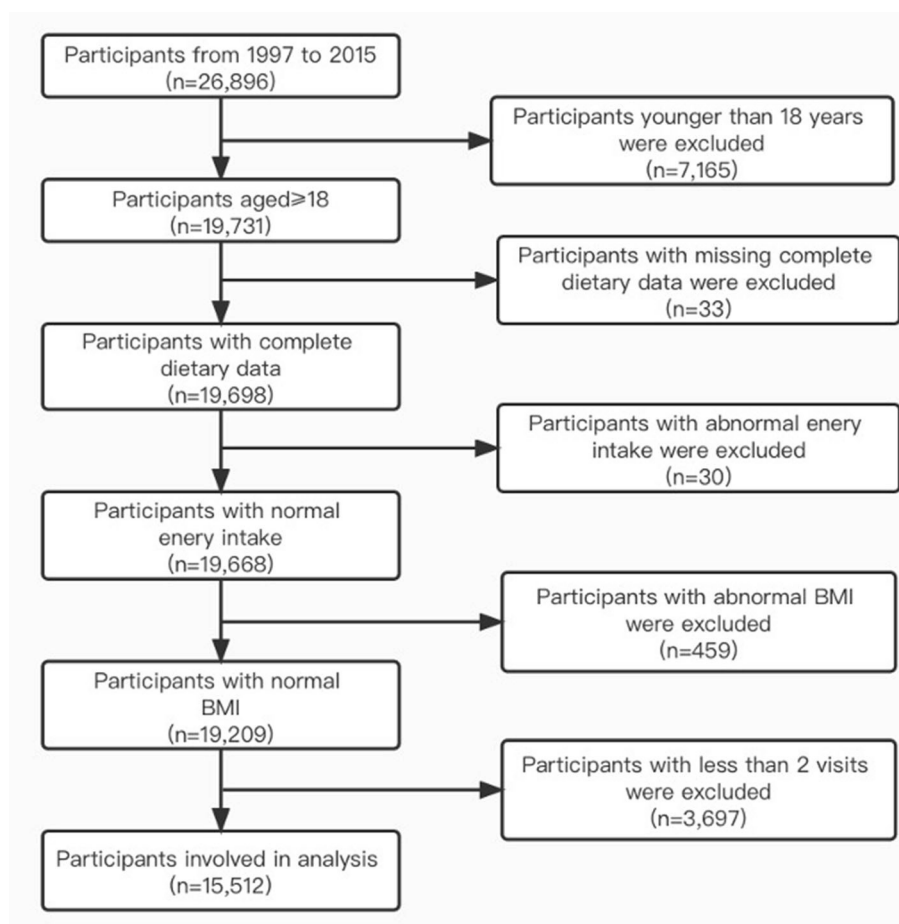 Participants from 1997 to 2015
(n=26,896)
Participants younger than 18 years
were excluded
(n=7,165)
Participants aged⩾18
(n=19,731)
Participants with missing complete
dietary data were excluded
(n=33)
Participants with complete
dietary data
(n=19,698)
Participants with abnormal enery
intake were excluded
(n=30)
Participants with normal
enery intake
(n=19,668)
Participants with abnormal BMI
were excluded
(n=459)
Participants with normal
BMI
(n=19,209)
Participants with less than 2 visits
were excluded
(n=3,697)
Participants involved in analysis
(n=15,512)